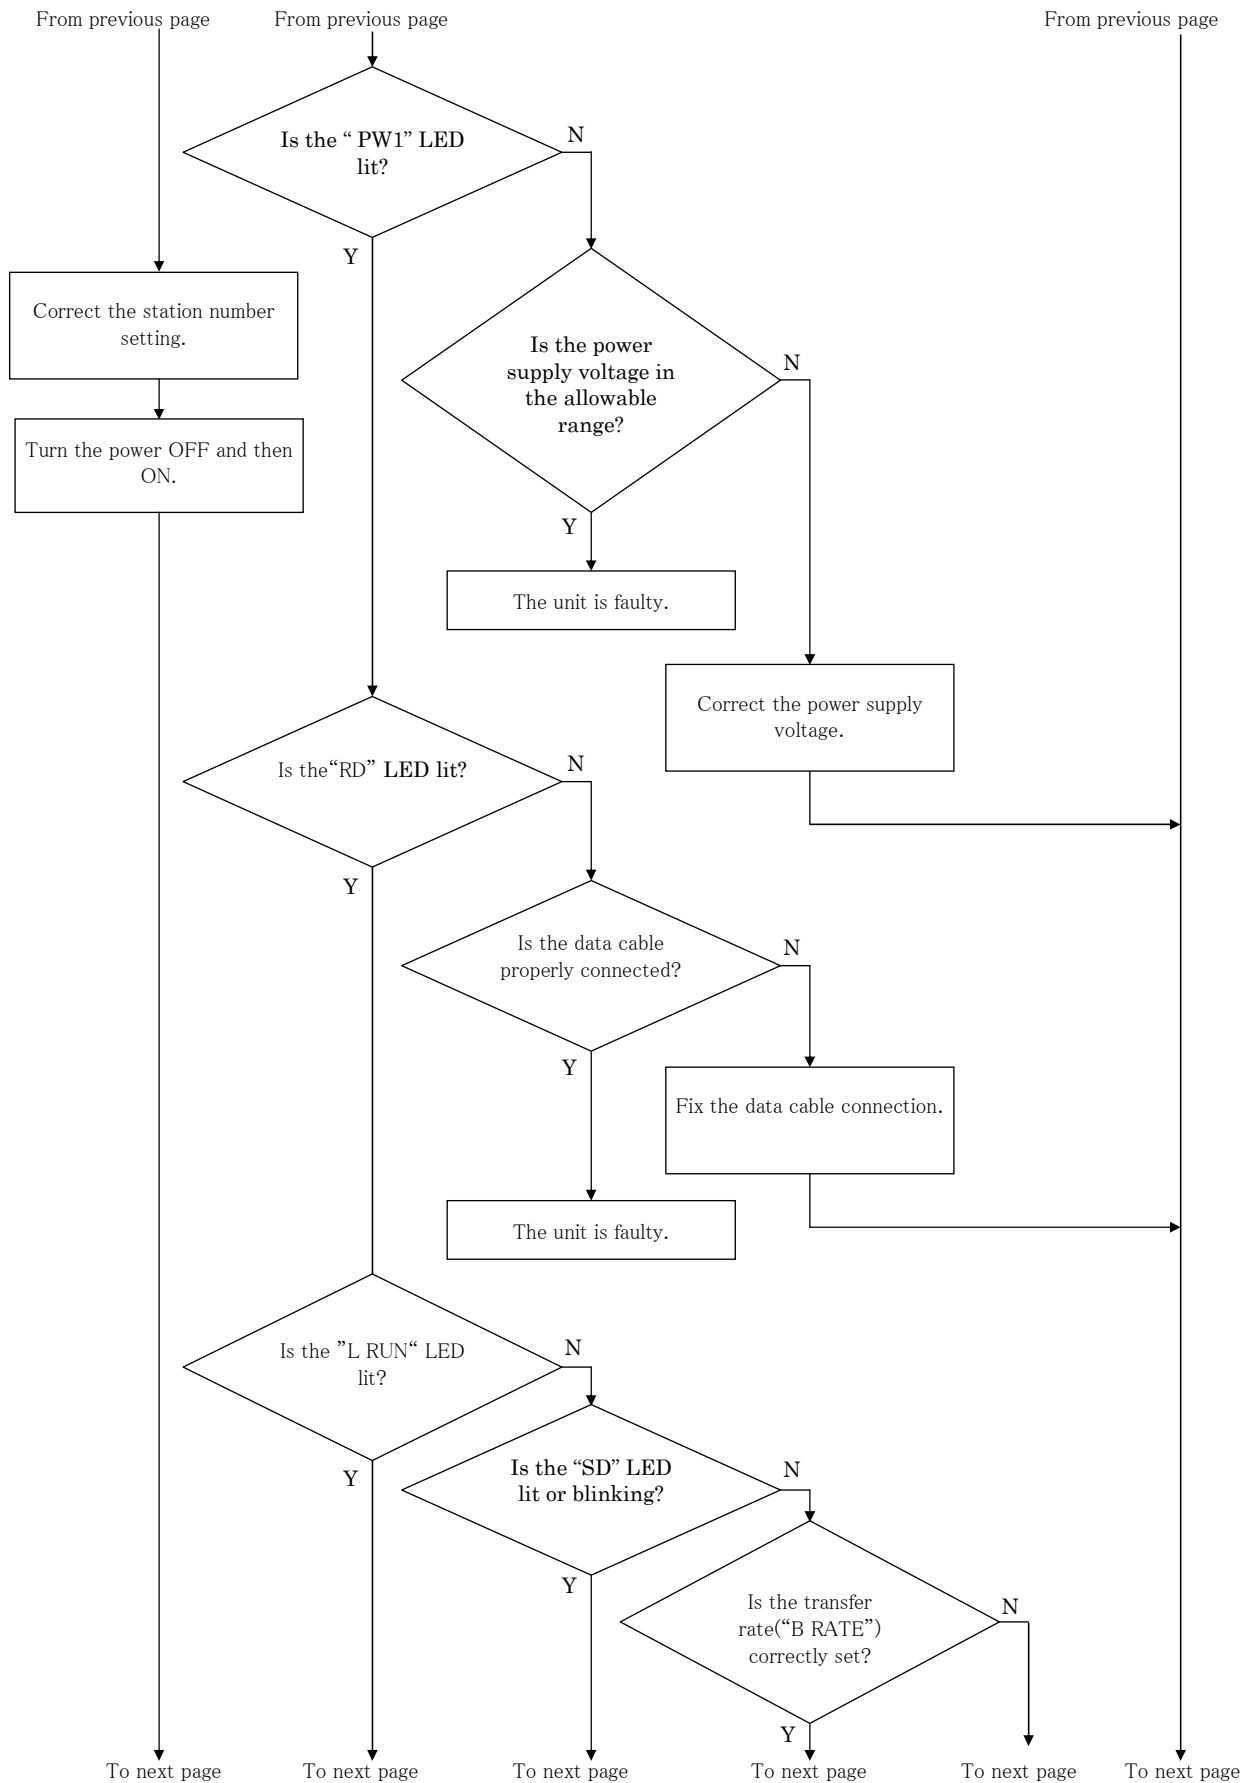 From previous page
From previous page
From previous page
Is the “ PW1” LED
lit?
N
Y
Correct the station number
setting.
Turn the power OFF and then
ON.
Is the power
supply voltage in
the allowable
range?
N
Y
The unit is faulty.
Correct the power supply
voltage.
Is the“RD” LED lit?
N
Y
Is the data cable
properly connected?
N
Y
Fix the data cable connection.
The unit is faulty.
Is the ”L RUN“ LED
lit?
N
Y
Is the “SD” LED
lit or blinking?
N
Y
Is the transfer
rate(“B RATE”)
correctly set?
N
Y
To next page
To next page
To next page
To next page
To next page
To next page